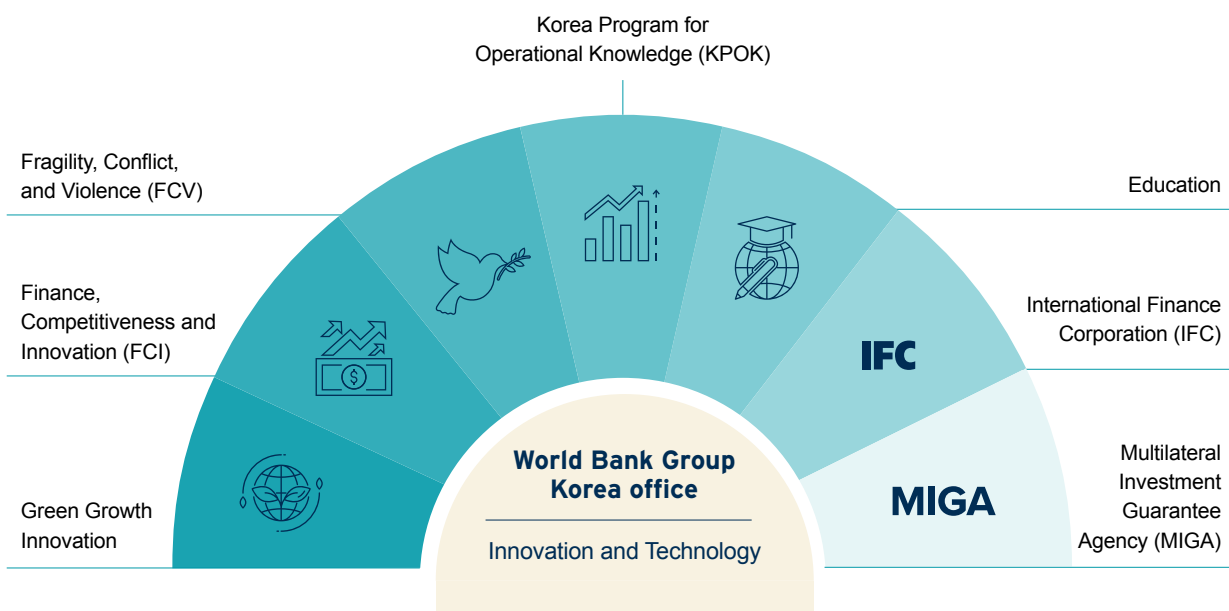 Korea Program for
Operational Knowledge (KPOK)
Fragility, Conflict,
and Violence (FCV)
Education
Finance,
Competitiveness and
Innovation (FCI)
$
International Finance
Corporation (IFC)
IFC
World Bank Group
Korea office
Innovation and Technology
Green Growth
Innovation
MIGA
Multilateral
Investment
Guarantee
Agency (MIGA)